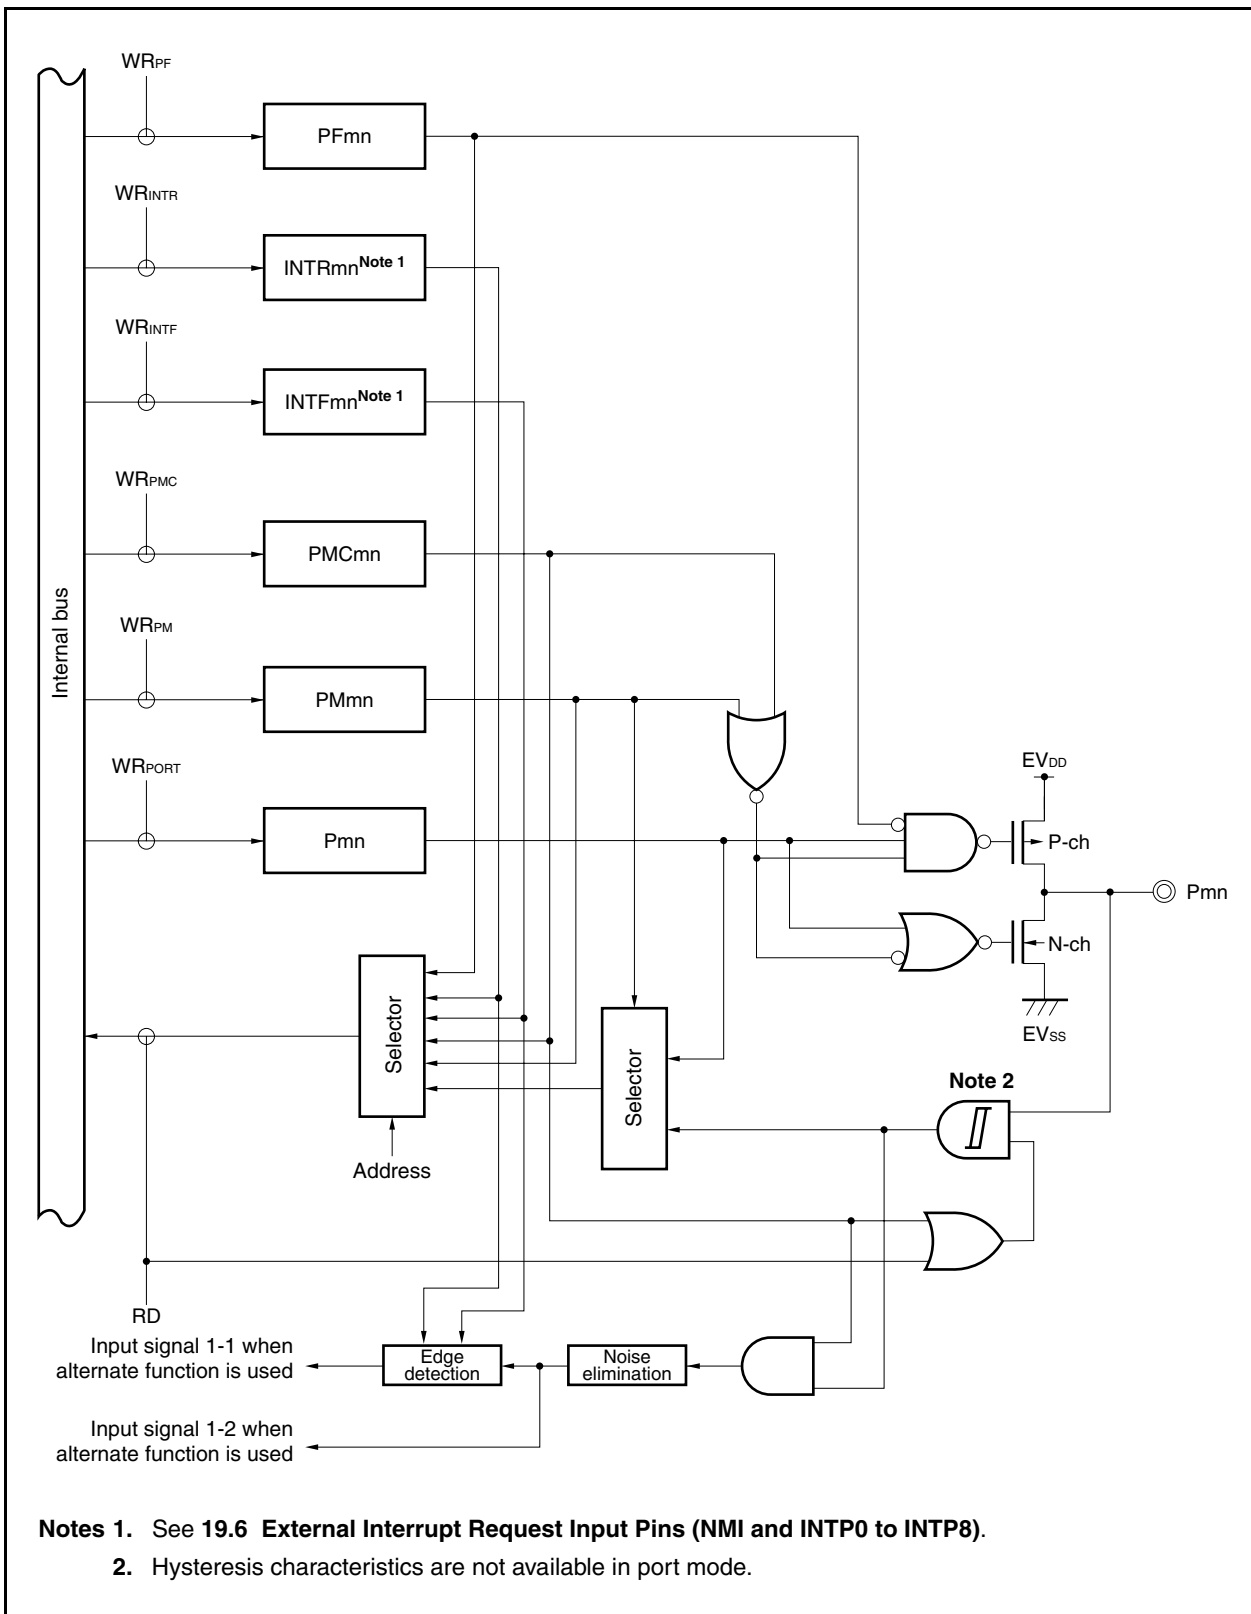 WRPF
PFmn
WRINTR
INTRmnNote 1
WRINTF
INTFmnNote 1
WRPMC
PMCmn
Internal bus
WRPM
PMmn
WRPORT
Pmn
EVDD
P-ch
Pmn
N-ch
EVSS
Selector
Selector
Note 2
Address
RD
Input signal 1-1 when
alternate function is used
Edge
detection
Noise
elimination
Input signal 1-2 when
alternate function is used
Notes 1. See 19.6 External Interrupt Request Input Pins (NMI and INTP0 to INTP8).
2. Hysteresis characteristics are not available in port mode.